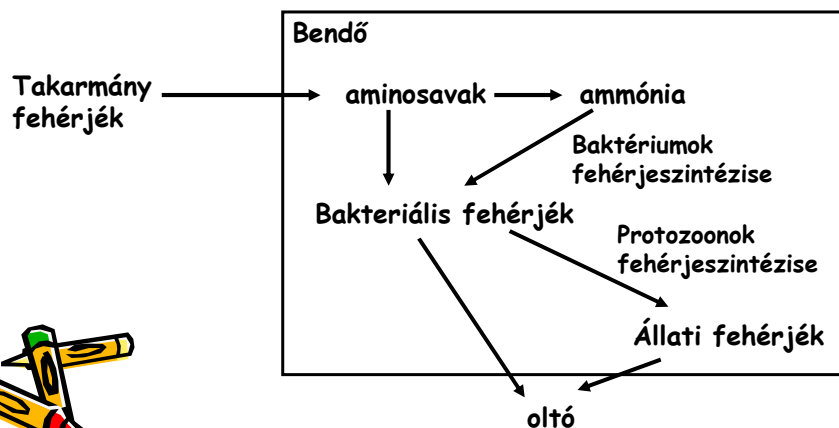 Bendő
Takarmány
fehérjék
aminosavak
ammónia
Baktériumok
fehérjeszintézise
Bakteriális fehérjék
Protozoonok
fehérjeszintézise
Állati fehérjék
oltó